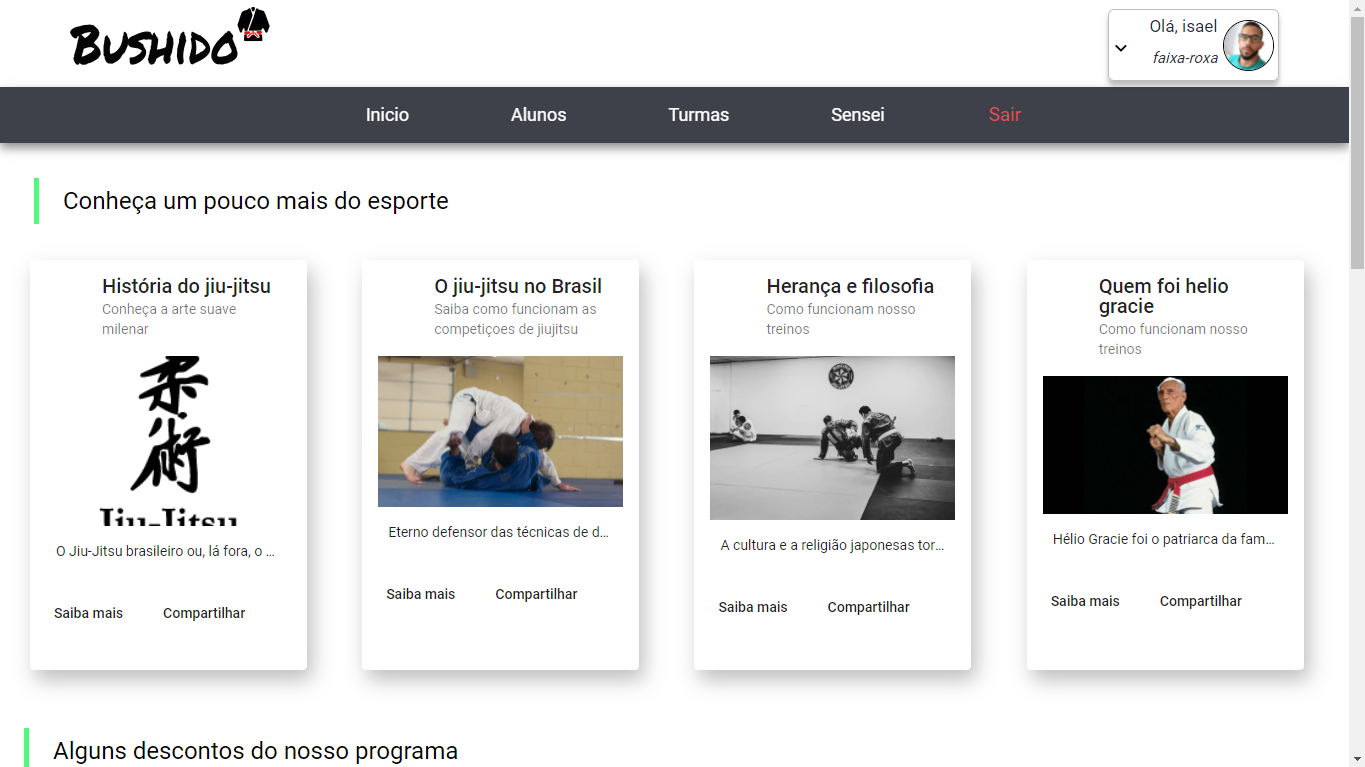 BUSHIDO
Olá, isael
faixa-roxa
Inicio Alunos Turmas Sensei Sair
Conheça um pouco mais do esporte
História do jiu-jitsu
Conheça a arte suave
milenar
柔
術
Jiu-Jitsu
O Jiu-Jitsu brasileiro ou, lá fora, o ...
Saiba mais Compartilhar
O jiu-jitsu no Brasil
Saiba como funcionam as
competiçoes de jiujitsu
Eterno defensor das técnicas de d...
Saiba mais Compartilhar
Herança e filosofia
Como funcionam nosso
treinos
A cultura e a religião japonesas tor...
Saiba mais Compartilhar
Quem foi helio
gracie
Como funcionam nosso
treinos
Hélio Gracie foi o patriarca da fam...
Saiba mais Compartilhar
Alguns descontos do nosso programa